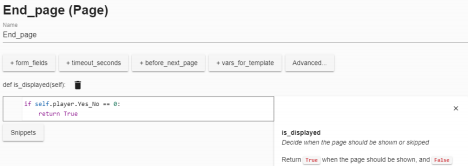 End_page (Page)
Name
End_page
+ form_fields + timeout_seconds + before_next_page + vars_for_template Advanced...
def is_displayed(self):
if self.player.Yes_No == 0:
return True
×
Snippets
is_displayed
Decide when the page should be shown or skipped
Return True when the page should be shown, and False